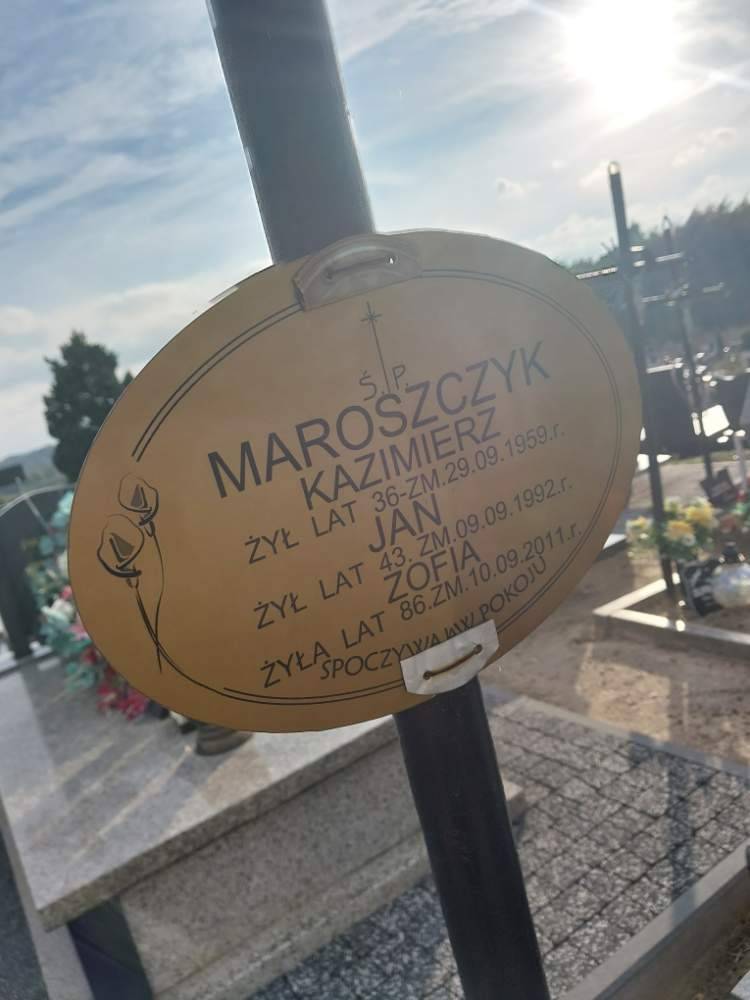 Ś.P.
MAROSZCZYK
KAZIMIERZ
ŻYŁ LAT 36-ZM.29.09.1959.r.
JAN
ŻYŁ LAT 43. ZM.09.09.1992.r.
ZOFIA
ŻYŁA LAT 86.ZM.10.09.2011.r.
SPOCZYWAJĄ W POKOJU